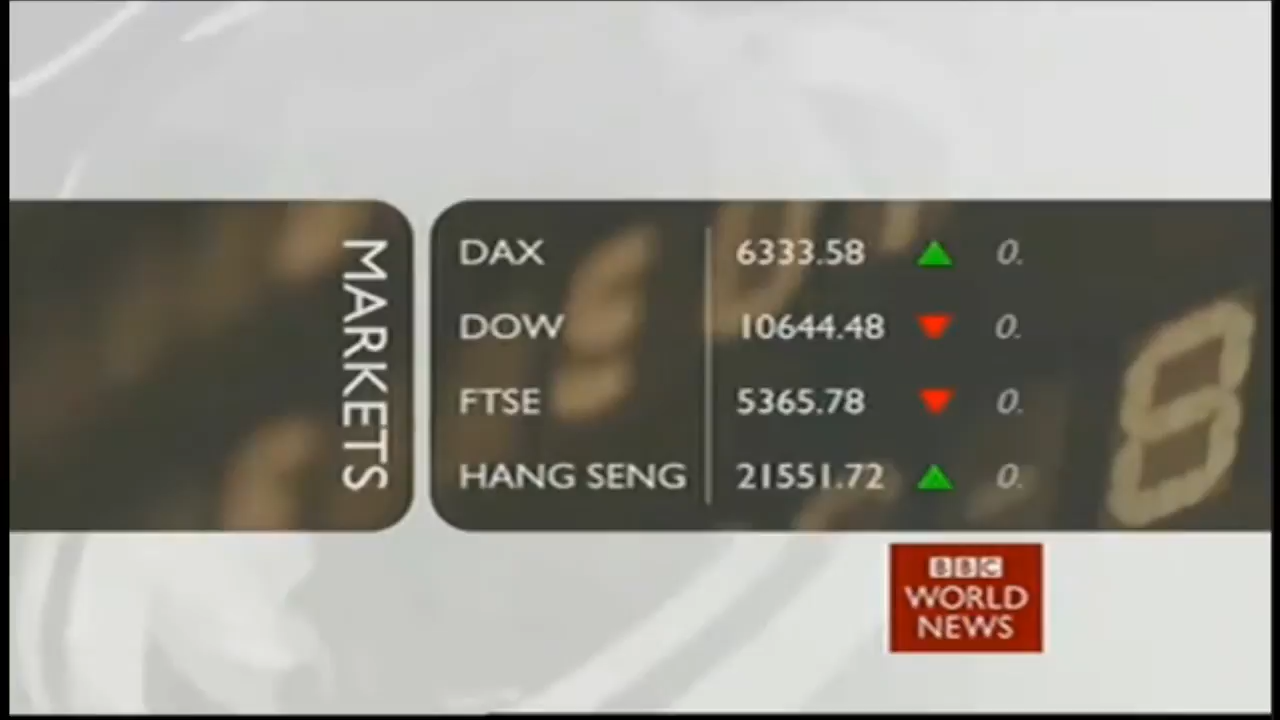 MARKETS
DAX 6333.58 ▲ 0.
DOW 10644.48 ▼ 0.
FTSE 5365.78 ▼ 0.
HANG SENG 21551.72 ▲ 0.
8
BBC
WORLD
NEWS